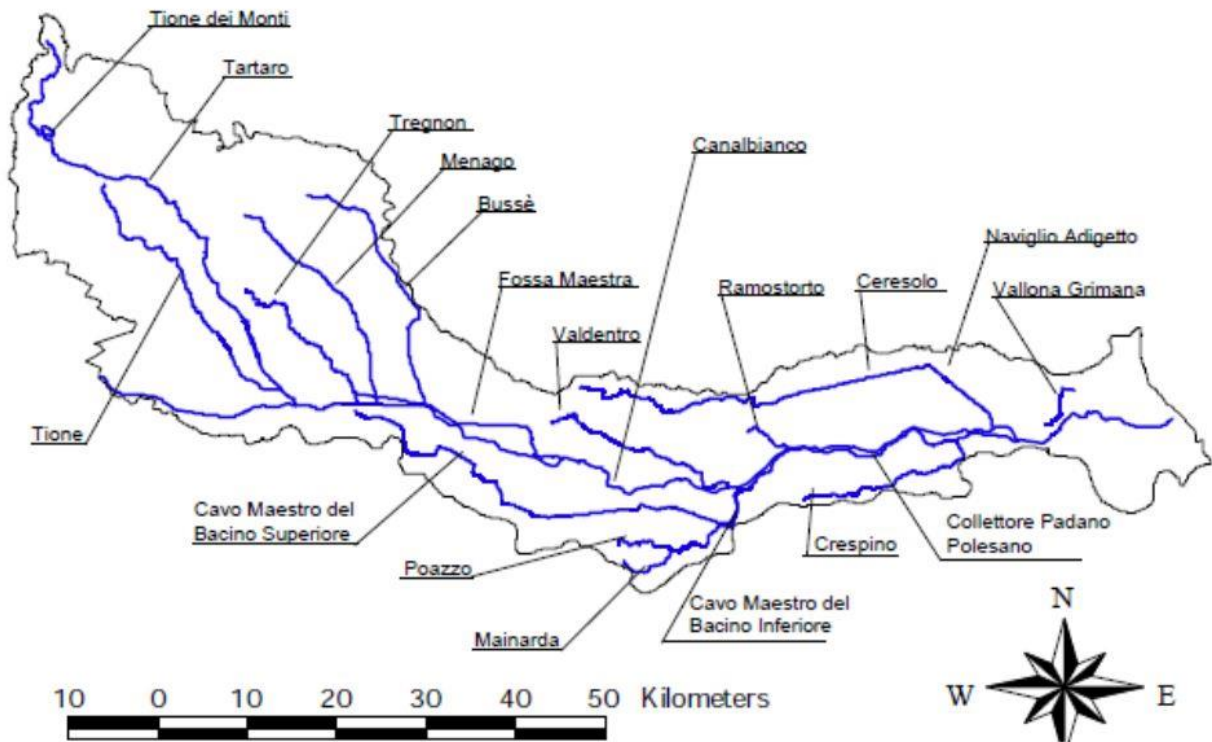 Tione dei Monti
Tartaro
Tregnon
Menago
Canalbianco
Bussè
Naviglio Adigetto
Fossa Maestra
Ramostorto
Ceresolo
Vallona Grimana
Valdentro
Tione
Cavo Maestro del
Bacino Superiore
Collettore Padano
Polesano
Crespino
Poazzo
Cavo Maestro del
Bacino Inferiore
Mainarda
N
W
E
10 0 10 20 30 40 50 Kilometers